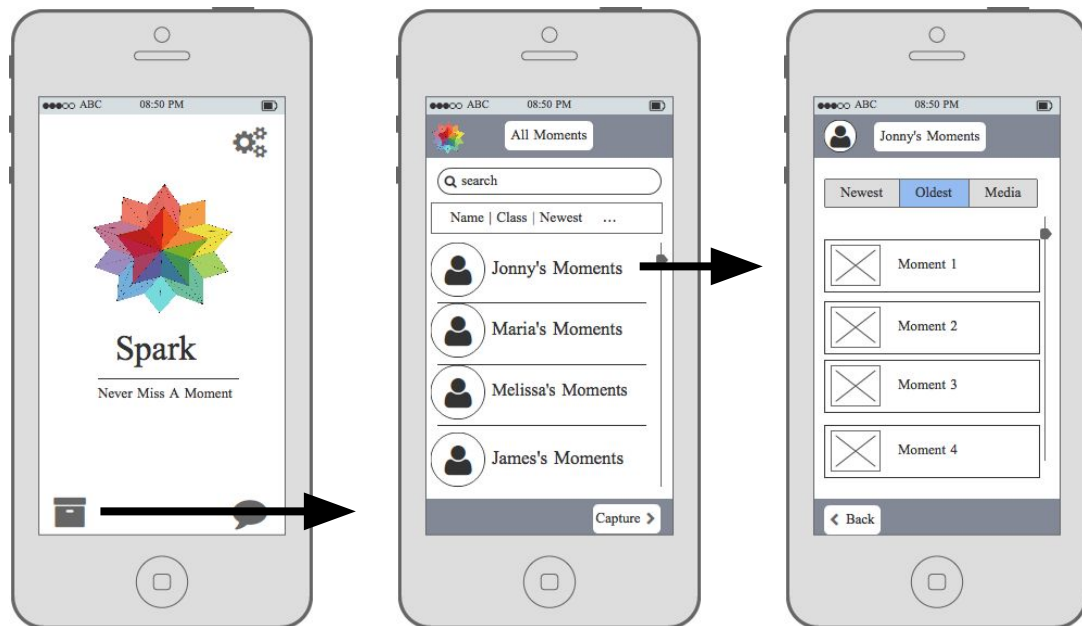 ABC 08:50 PM
Spark
Never Miss A Moment
ABC 08:50 PM
All Moments
search
Name | Class | Newest ...
Jonny's Moments
Maria's Moments
Melissa's Moments
James's Moments
Capture
ABC 08:50 PM
Jonny's Moments
Newest Oldest Media
Moment 1
Moment 2
Moment 3
Moment 4
Back